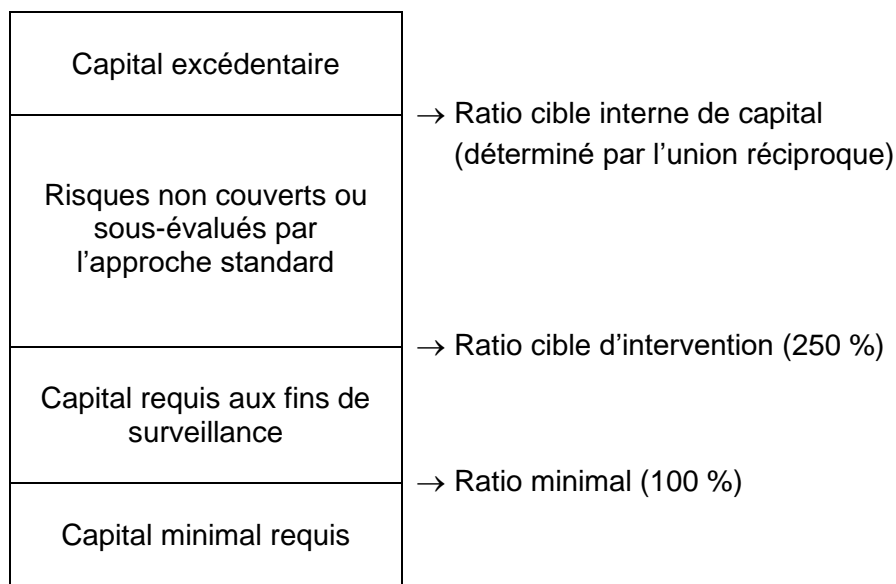 Capital excédentaire
→ Ratio cible interne de capital
(déterminé par l’union réciproque)
Risques non couverts ou
sous-évalués par
l’approche standard
→ Ratio cible d’intervention (250 %)
Capital requis aux fins de
surveillance
→ Ratio minimal (100 %)
Capital minimal requis